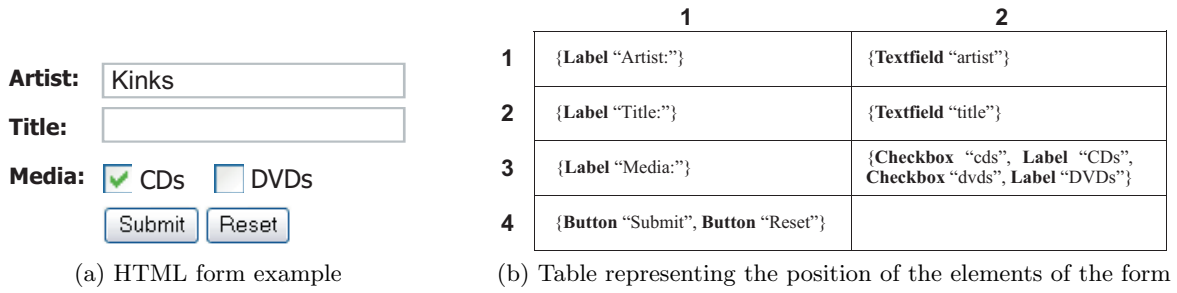 Artist: Kinks
Title:
Media: CDs DVDs
Submit Reset
(a) HTML form example
1 2
1 {Label “Artist:”} {Textfield “artist”}
2 {Label “Title:”} {Textfield “title”}
3 {Label “Media:”} {Checkbox “cds”, Label “CDs”,
Checkbox “dvds”, Label “DVDs”}
4 {Button “Submit”, Button “Reset”}
(b) Table representing the position of the elements of the form